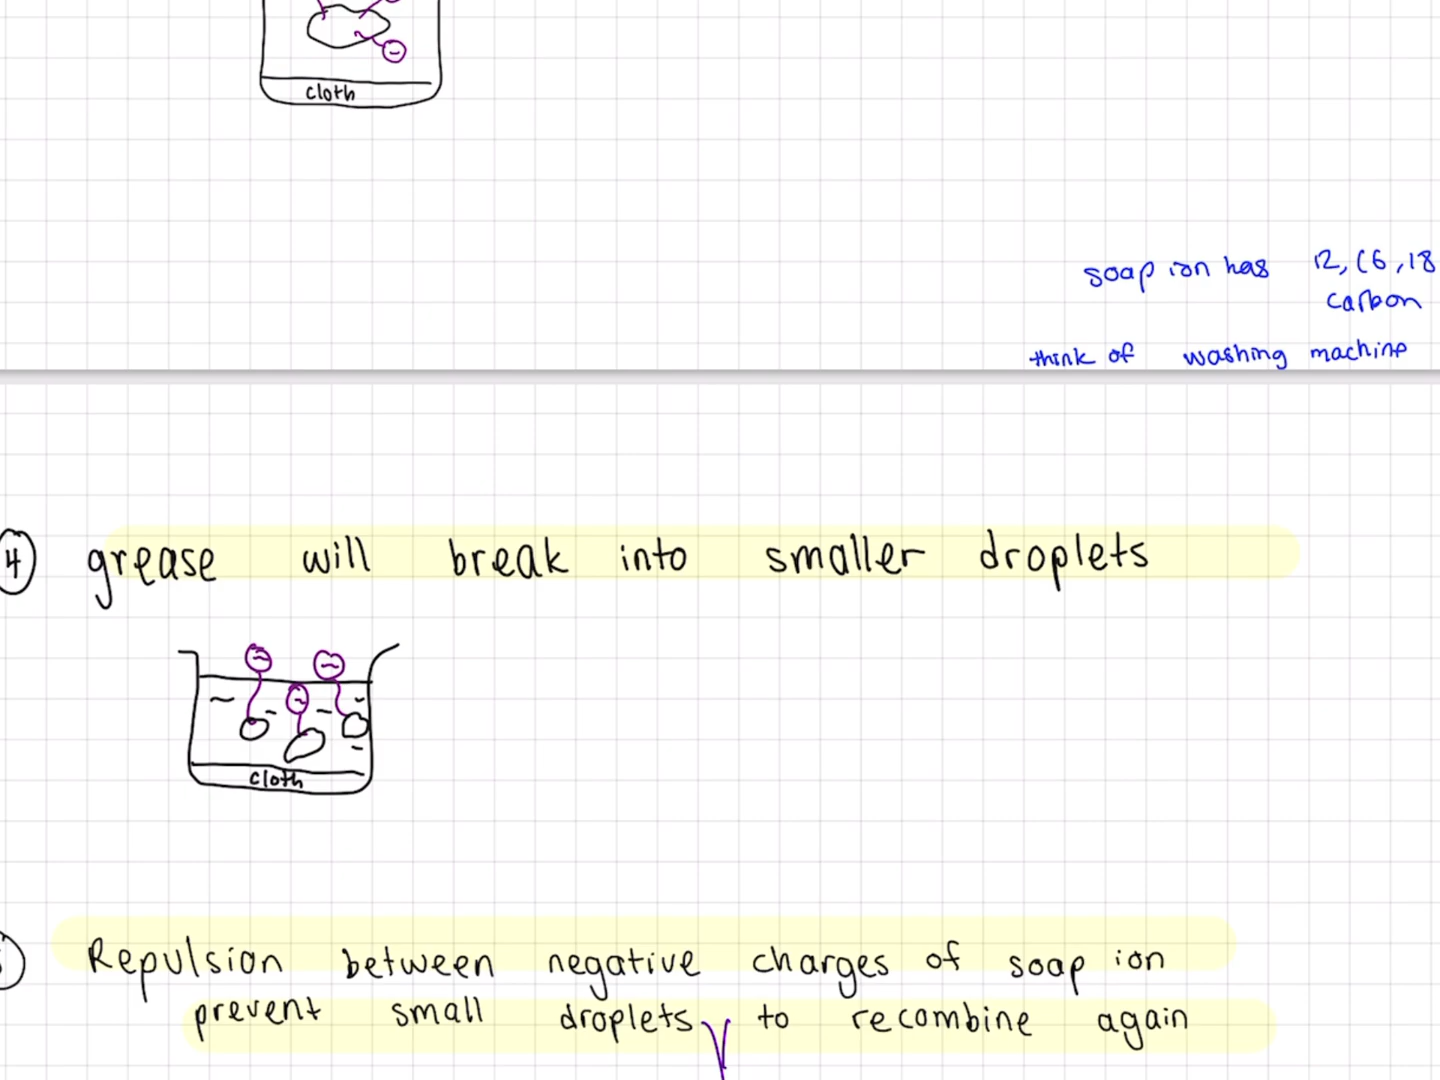 cloth
soap ion has 12, 16, 18
carbon
think of washing machine
4 grease will break into smaller droplets
cloth
Repulsion between negative charges of soap ion
prevent small droplets to recombine again